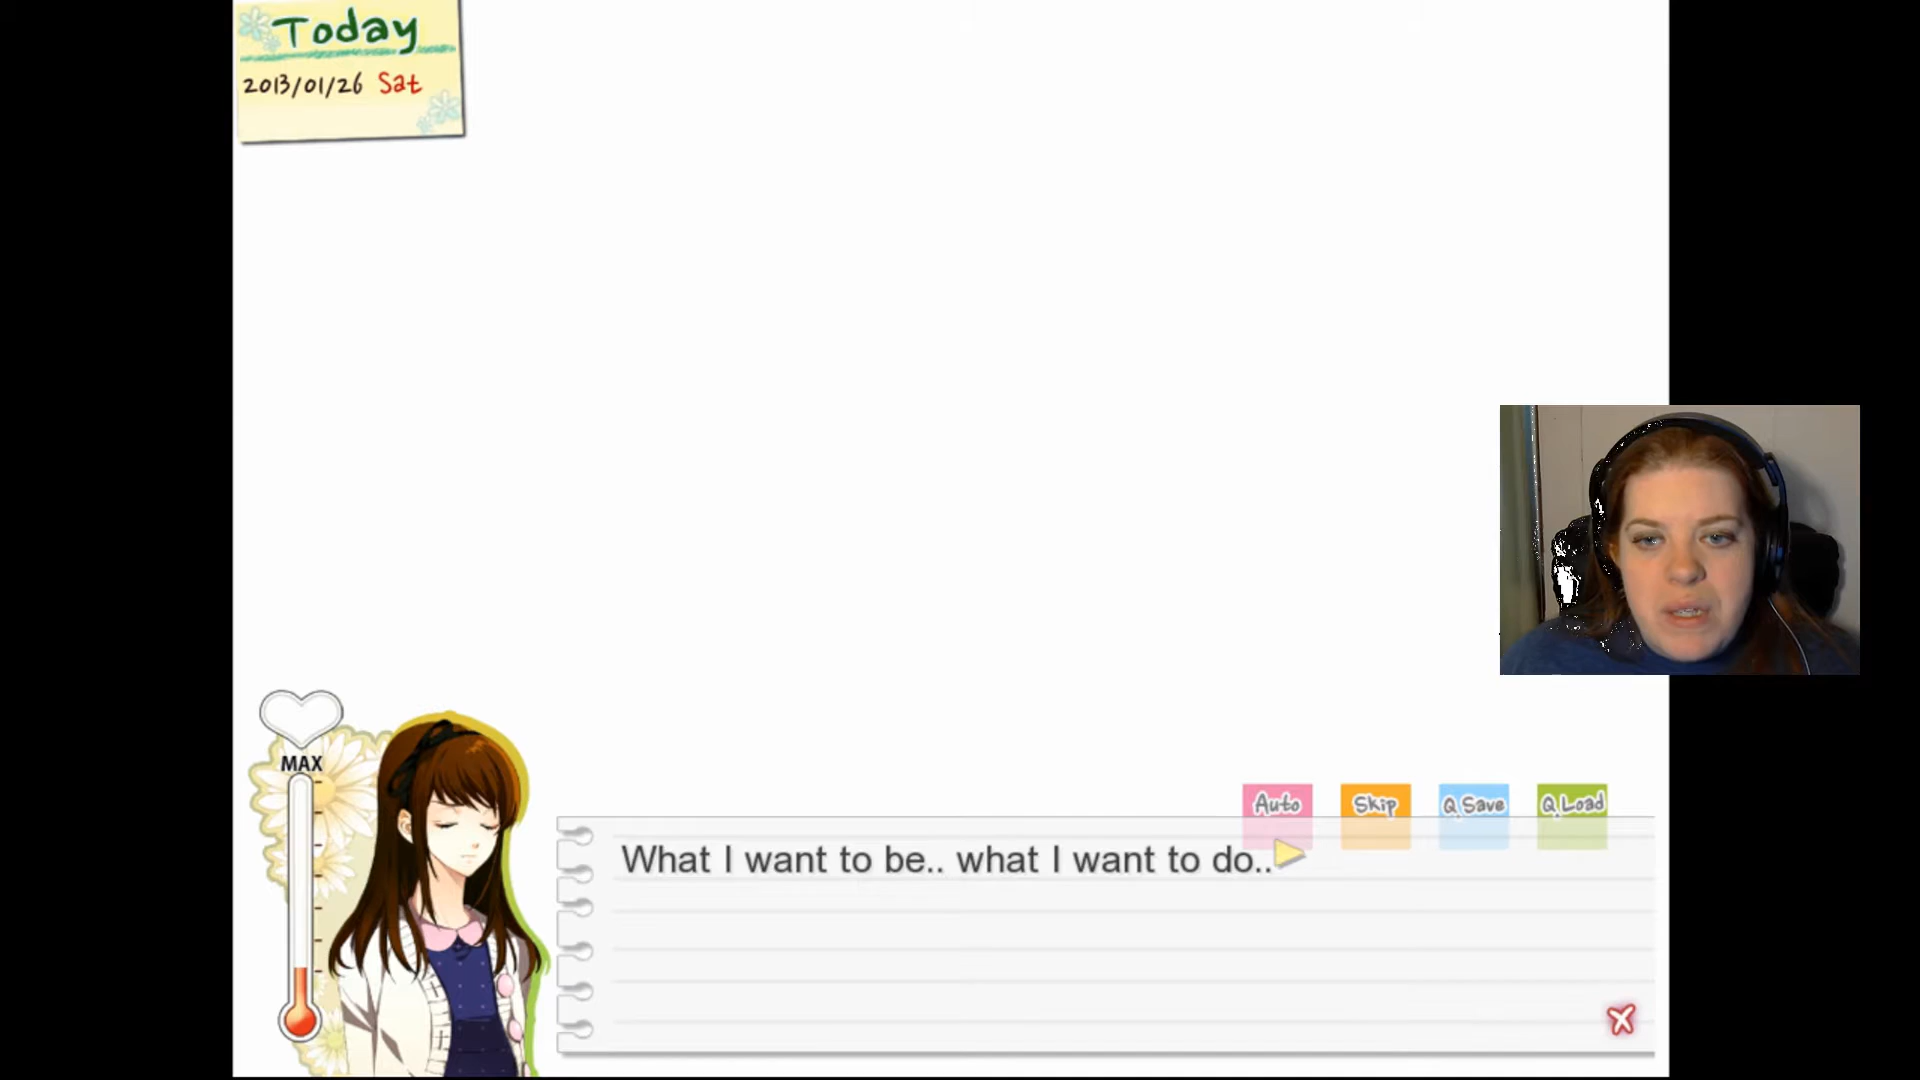 Today
2013/01/26 Sat
MAX
Auto Skip Q.Save Q.Load
What I want to be.. what I want to do..